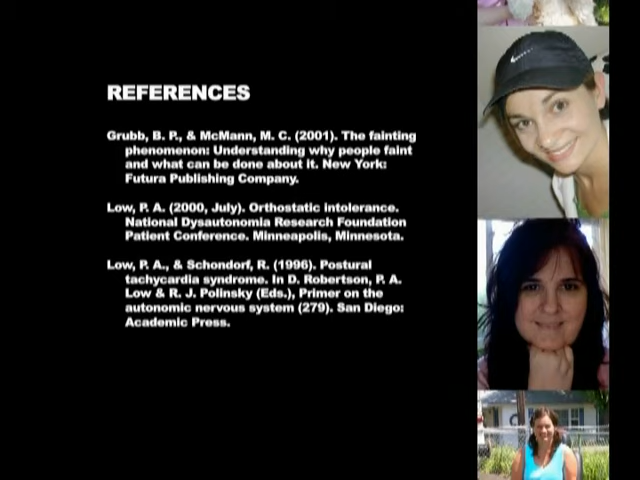 REFERENCES
Grubb, B. P., & McMann, M. C. (2001). The fainting
phenomenon: Understanding why people faint
and what can be done about it. New York:
Futura Publishing Company.
Low, P. A. (2000, July). Orthostatic intolerance.
National Dysautonomia Research Foundation
Patient Conference. Minneapolis, Minnesota.
Low, P. A., & Schondorf, R. (1996). Postural
tachycardia syndrome. In D. Robertson, P. A.
Low & R. J. Polinsky (Eds.), Primer on the
autonomic nervous system (279). San Diego:
Academic Press.